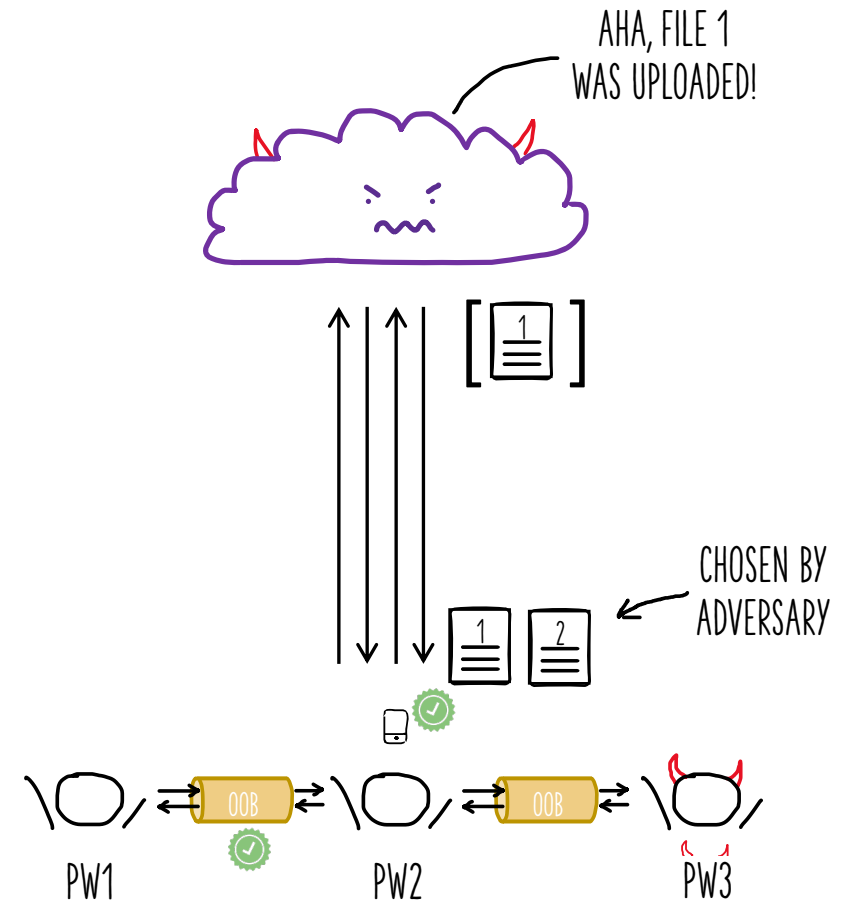 AHA, FILE 1
WAS UPLOADED!
1
CHOSEN BY
ADVERSARY
1
2
OOB
OOB
PW1
PW2
PW3